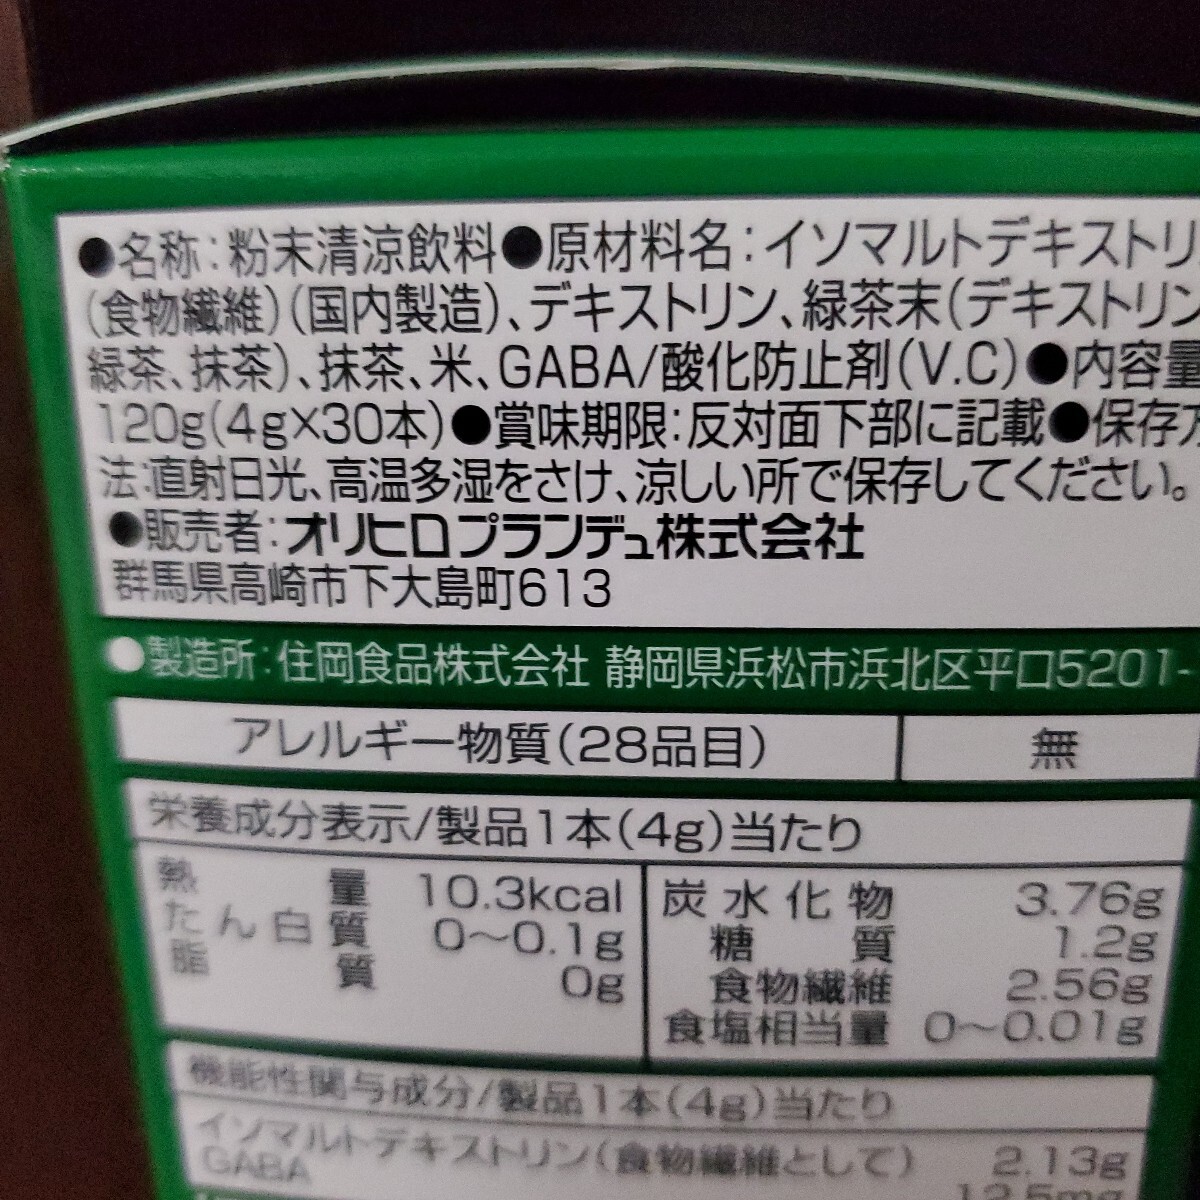 ●名称:粉末清涼飲料●原材料名:イソマルトデキストリ
(食物繊維)(国内製造)、デキストリン、緑茶末(デキストリン
緑茶、抹茶)、抹茶、米、GABA/酸化防止剤(V.C)●内容量
120g(4g×30本)●賞味期限:反対面下部に記載●保存方
法:直射日光、高温多湿をさけ、涼しい所で保存してください。
●販売者:オリヒロプランデュ株式会社
群馬県高崎市下大島町613
●製造所:住岡食品株式会社 静岡県浜松市浜北区平口5201-
アレルギー物質(28品目) 無
栄養成分表示/製品1本(4g)当たり
熱量 10.3kcal
たん白質 0〜0.1g
脂質 0g
炭水化物 3.76g
糖質 1.2g
食物繊維 2.56g
食塩相当量 0〜0.01g
機能性関与成分/製品1本(4g)当たり
イソマルトデキストリン(食物繊維として) 2.13g
GABA 12.5mg